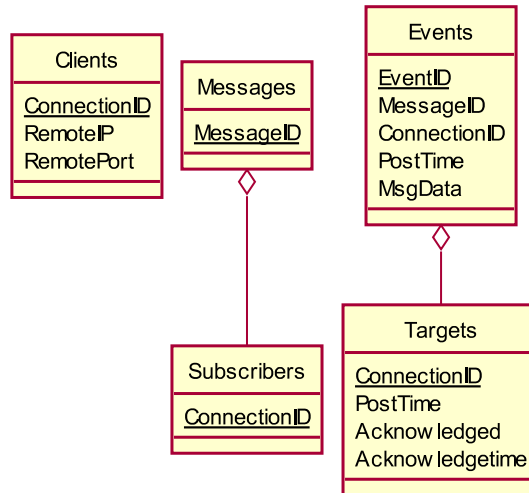 Clients
ConnectionID
RemoteIP
RemotePort
Messages
MessageID
Events
EventID
MessageID
ConnectionID
PostTime
MsgData
Subscribers
ConnectionID
Targets
ConnectionID
PostTime
Acknowledged
Acknowledgetime